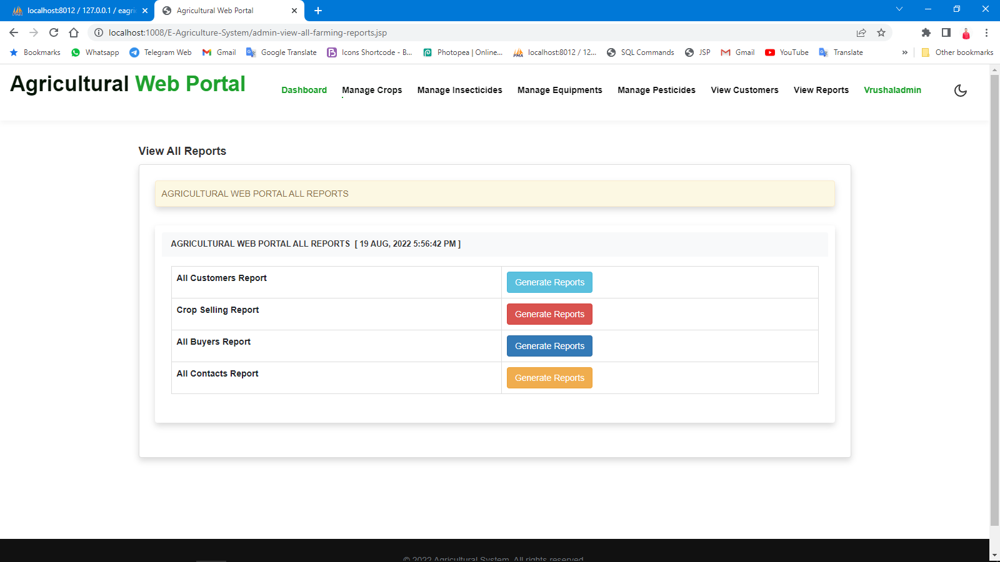 localhost:8012 / 127.0.0.1 / eagri
Agricultural Web Portal
localhost:1008/E-Agriculture-System/admin-view-all-farming-reports.jsp
Bookmarks Whatsapp Telegram Web Gmail Google Translate Icons Shortcode - B... Photopea | Online... localhost:8012 / 12... SQL Commands JSP Gmail YouTube Translate » Other bookmarks
Agricultural Web Portal
Dashboard Manage Crops Manage Insecticides Manage Equipments Manage Pesticides View Customers View Reports Vrushaladmin
View All Reports
AGRICULTURAL WEB PORTAL ALL REPORTS
AGRICULTURAL WEB PORTAL ALL REPORTS [ 19 AUG, 2022 5:56:42 PM ]
All Customers Report Generate Reports
Crop Selling Report Generate Reports
All Buyers Report Generate Reports
All Contacts Report Generate Reports
© 2022 Agricultural System. All rights reserved